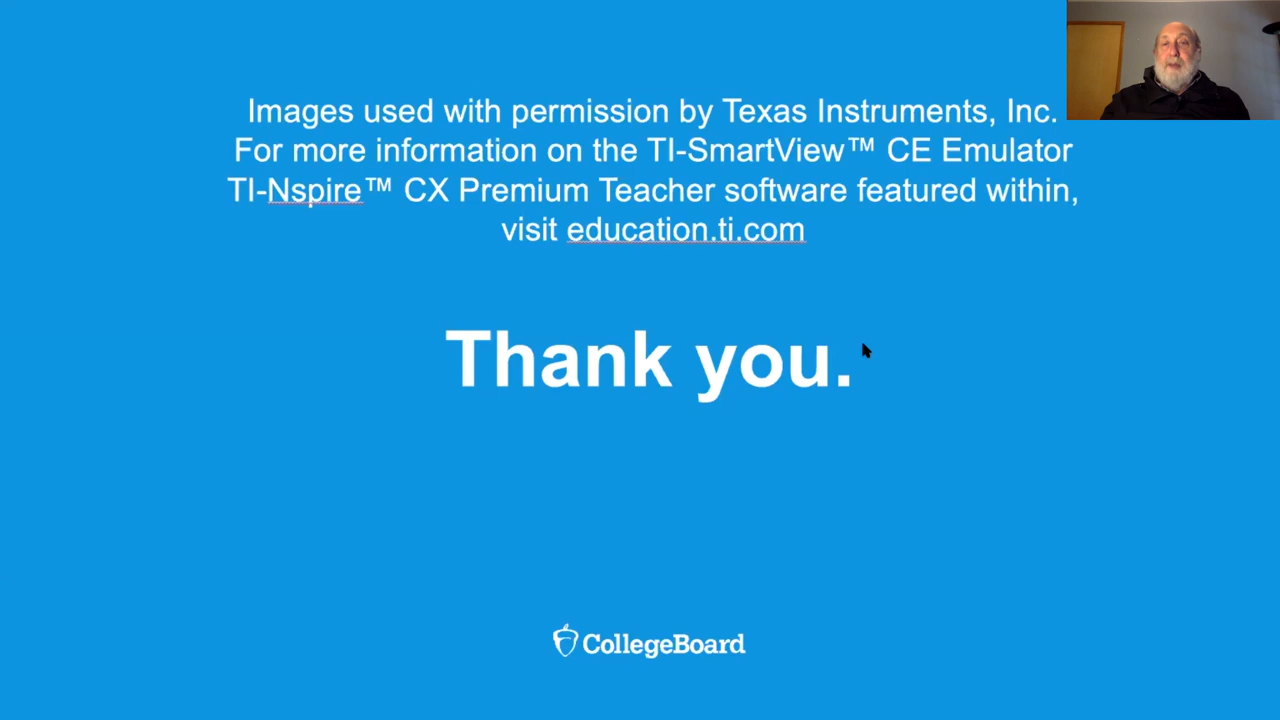 Images used with permission by Texas Instruments, Inc.
For more information on the TI-SmartView™ CE Emulator
TI-Nspire™ CX Premium Teacher software featured within,
visit education.ti.com
Thank you.
CollegeBoard